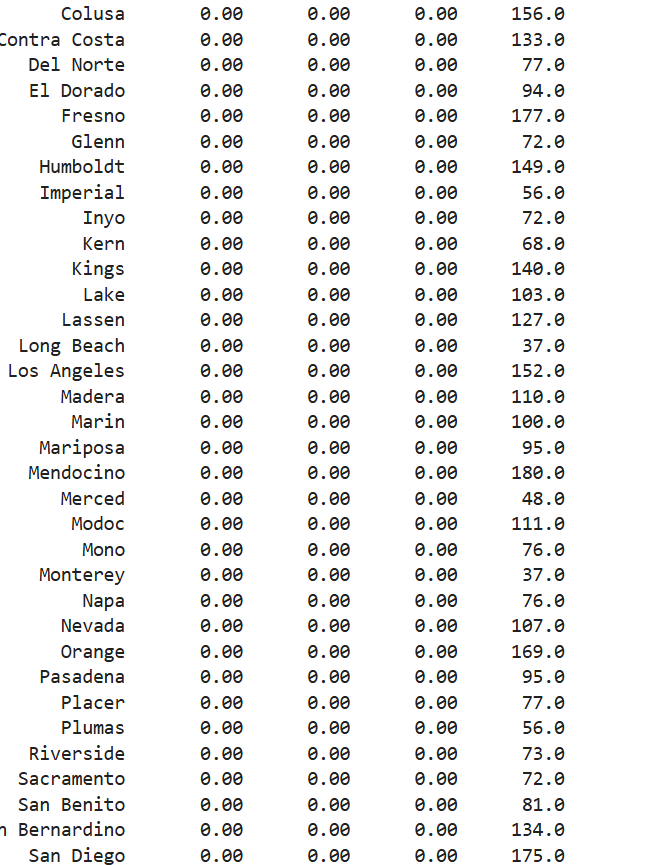 Colusa 0.00 0.00 0.00 156.0
Contra Costa 0.00 0.00 0.00 133.0
Del Norte 0.00 0.00 0.00 77.0
El Dorado 0.00 0.00 0.00 94.0
Fresno 0.00 0.00 0.00 177.0
Glenn 0.00 0.00 0.00 72.0
Humboldt 0.00 0.00 0.00 149.0
Imperial 0.00 0.00 0.00 56.0
Inyo 0.00 0.00 0.00 72.0
Kern 0.00 0.00 0.00 68.0
Kings 0.00 0.00 0.00 140.0
Lake 0.00 0.00 0.00 103.0
Lassen 0.00 0.00 0.00 127.0
Long Beach 0.00 0.00 0.00 37.0
Los Angeles 0.00 0.00 0.00 152.0
Madera 0.00 0.00 0.00 110.0
Marin 0.00 0.00 0.00 100.0
Mariposa 0.00 0.00 0.00 95.0
Mendocino 0.00 0.00 0.00 180.0
Merced 0.00 0.00 0.00 48.0
Modoc 0.00 0.00 0.00 111.0
Mono 0.00 0.00 0.00 76.0
Monterey 0.00 0.00 0.00 37.0
Napa 0.00 0.00 0.00 76.0
Nevada 0.00 0.00 0.00 107.0
Orange 0.00 0.00 0.00 169.0
Pasadena 0.00 0.00 0.00 95.0
Placer 0.00 0.00 0.00 77.0
Plumas 0.00 0.00 0.00 56.0
Riverside 0.00 0.00 0.00 73.0
Sacramento 0.00 0.00 0.00 72.0
San Benito 0.00 0.00 0.00 81.0
n Bernardino 0.00 0.00 0.00 134.0
San Diego 0.00 0.00 0.00 175.0